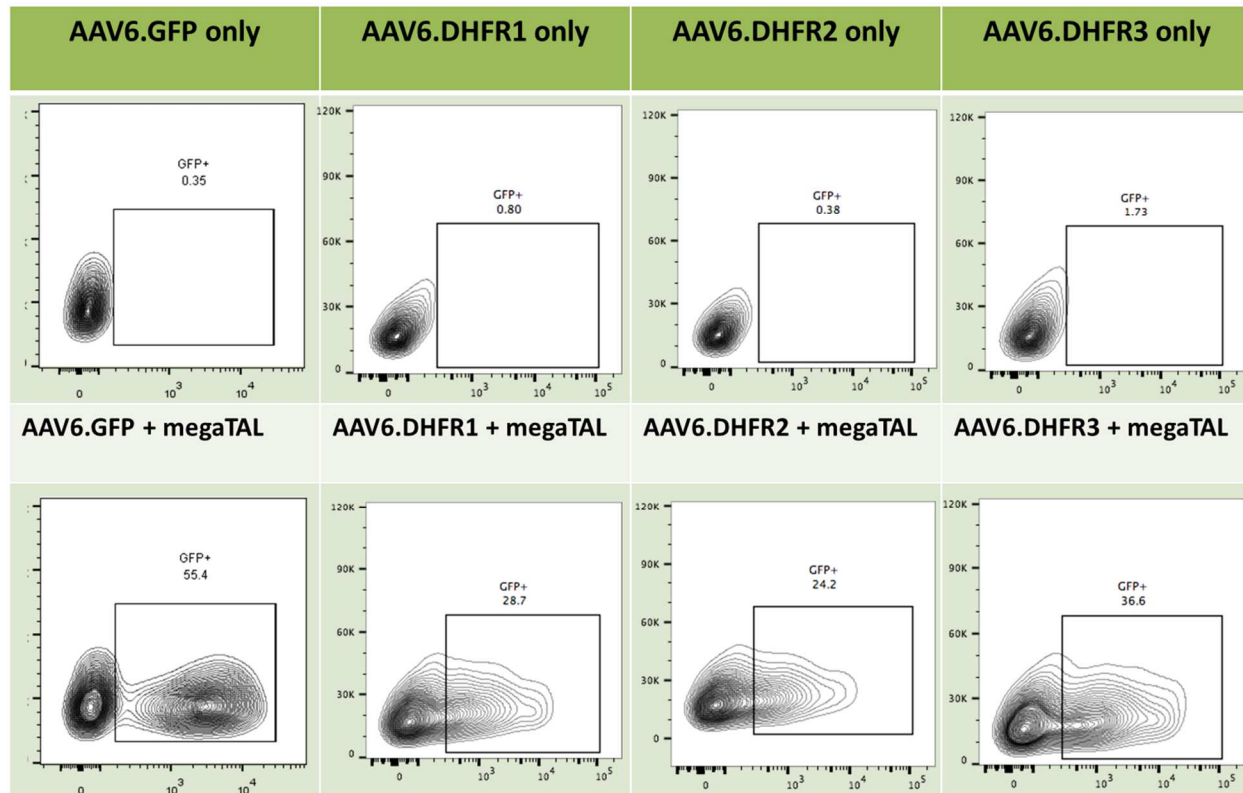 AAV6.GFP only
AAV6.DHFR1 only
AAV6.DHFR2 only
AAV6.DHFR3 only
GFP+
0.35
0
10³
10⁴
120K
90K
60K
30K
0
GFP+
0.80
0
10³
10⁴
10⁵
120K
90K
60K
30K
0
GFP+
0.38
0
10³
10⁴
10⁵
120K
90K
60K
30K
0
GFP+
1.73
0
10³
10⁴
10⁵
AAV6.GFP + megaTAL
AAV6.DHFR1 + megaTAL
AAV6.DHFR2 + megaTAL
AAV6.DHFR3 + megaTAL
GFP+
55.4
0
10³
10⁴
120K
90K
60K
30K
0
GFP+
28.7
0
10³
10⁴
10⁵
120K
90K
60K
30K
0
GFP+
24.2
0
10³
10⁴
10⁵
120K
90K
60K
30K
0
GFP+
36.6
0
10³
10⁴
10⁵